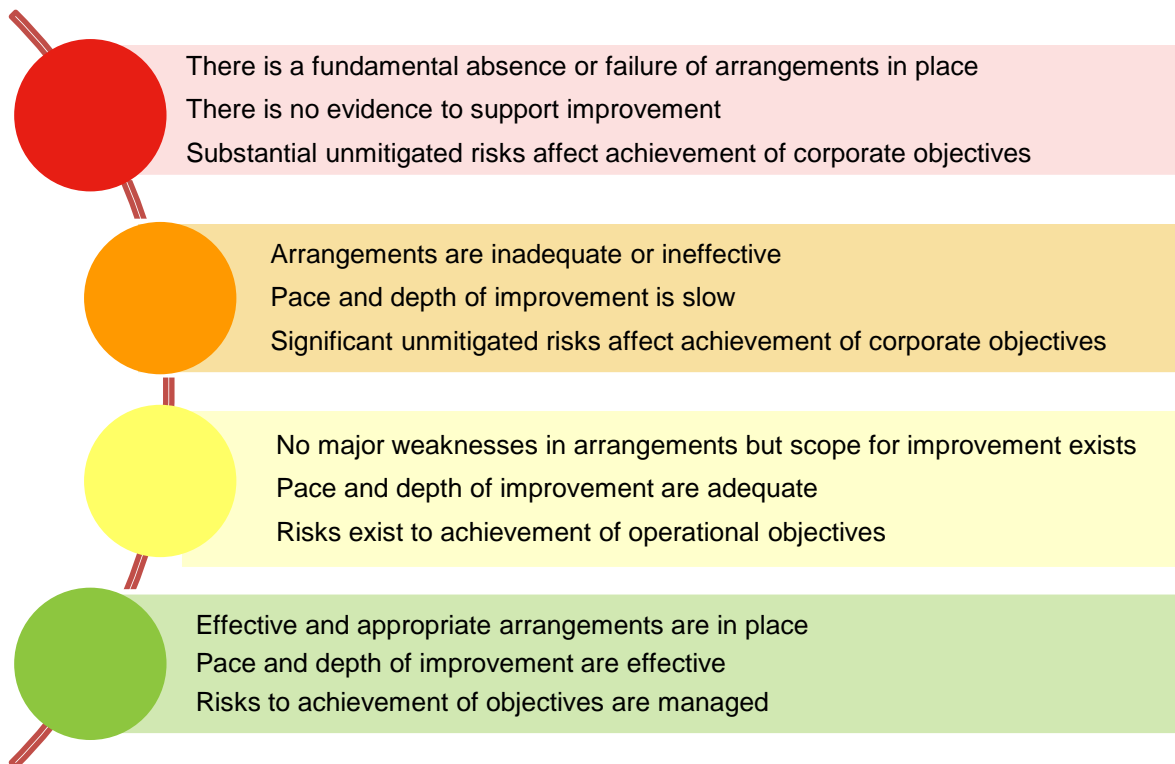 There is a fundamental absence or failure of arrangements in place
There is no evidence to support improvement
Substantial unmitigated risks affect achievement of corporate objectives
Arrangements are inadequate or ineffective
Pace and depth of improvement is slow
Significant unmitigated risks affect achievement of corporate objectives
No major weaknesses in arrangements but scope for improvement exists
Pace and depth of improvement are adequate
Risks exist to achievement of operational objectives
Effective and appropriate arrangements are in place
Pace and depth of improvement are effective
Risks to achievement of objectives are managed